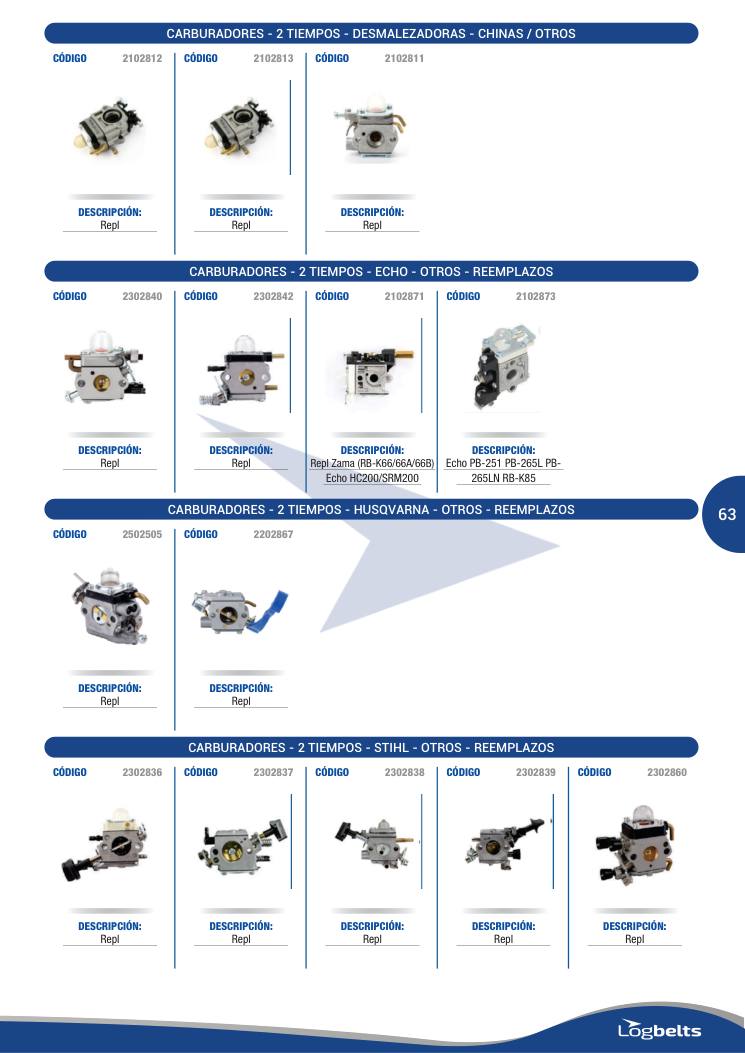 CARBURADORES - 2 TIEMPOS - DESMALEZADORAS - CHINAS / OTROS
CÓDIGO 2102812
CÓDIGO 2102813
CÓDIGO 2102811
DESCRIPCIÓN:
Repl
DESCRIPCIÓN:
Repl
DESCRIPCIÓN:
Repl
CARBURADORES - 2 TIEMPOS - ECHO - OTROS - REEMPLAZOS
CÓDIGO 2302840
CÓDIGO 2302842
CÓDIGO 2102871
CÓDIGO 2102873
DESCRIPCIÓN:
Repl
DESCRIPCIÓN:
Repl
DESCRIPCIÓN:
Repl Zama (RB-K66/66A/66B)
Echo HC200/SRM200
DESCRIPCIÓN:
Echo PB-251 PB-265L PB-
265LN RB-K85
CARBURADORES - 2 TIEMPOS - HUSQVARNA - OTROS - REEMPLAZOS
63
CÓDIGO 2502505
CÓDIGO 2202867
DESCRIPCIÓN:
Repl
DESCRIPCIÓN:
Repl
CARBURADORES - 2 TIEMPOS - STIHL - OTROS - REEMPLAZOS
CÓDIGO 2302836
CÓDIGO 2302837
CÓDIGO 2302838
CÓDIGO 2302839
CÓDIGO 2302860
DESCRIPCIÓN:
Repl
DESCRIPCIÓN:
Repl
DESCRIPCIÓN:
Repl
DESCRIPCIÓN:
Repl
DESCRIPCIÓN:
Repl
Logbelts